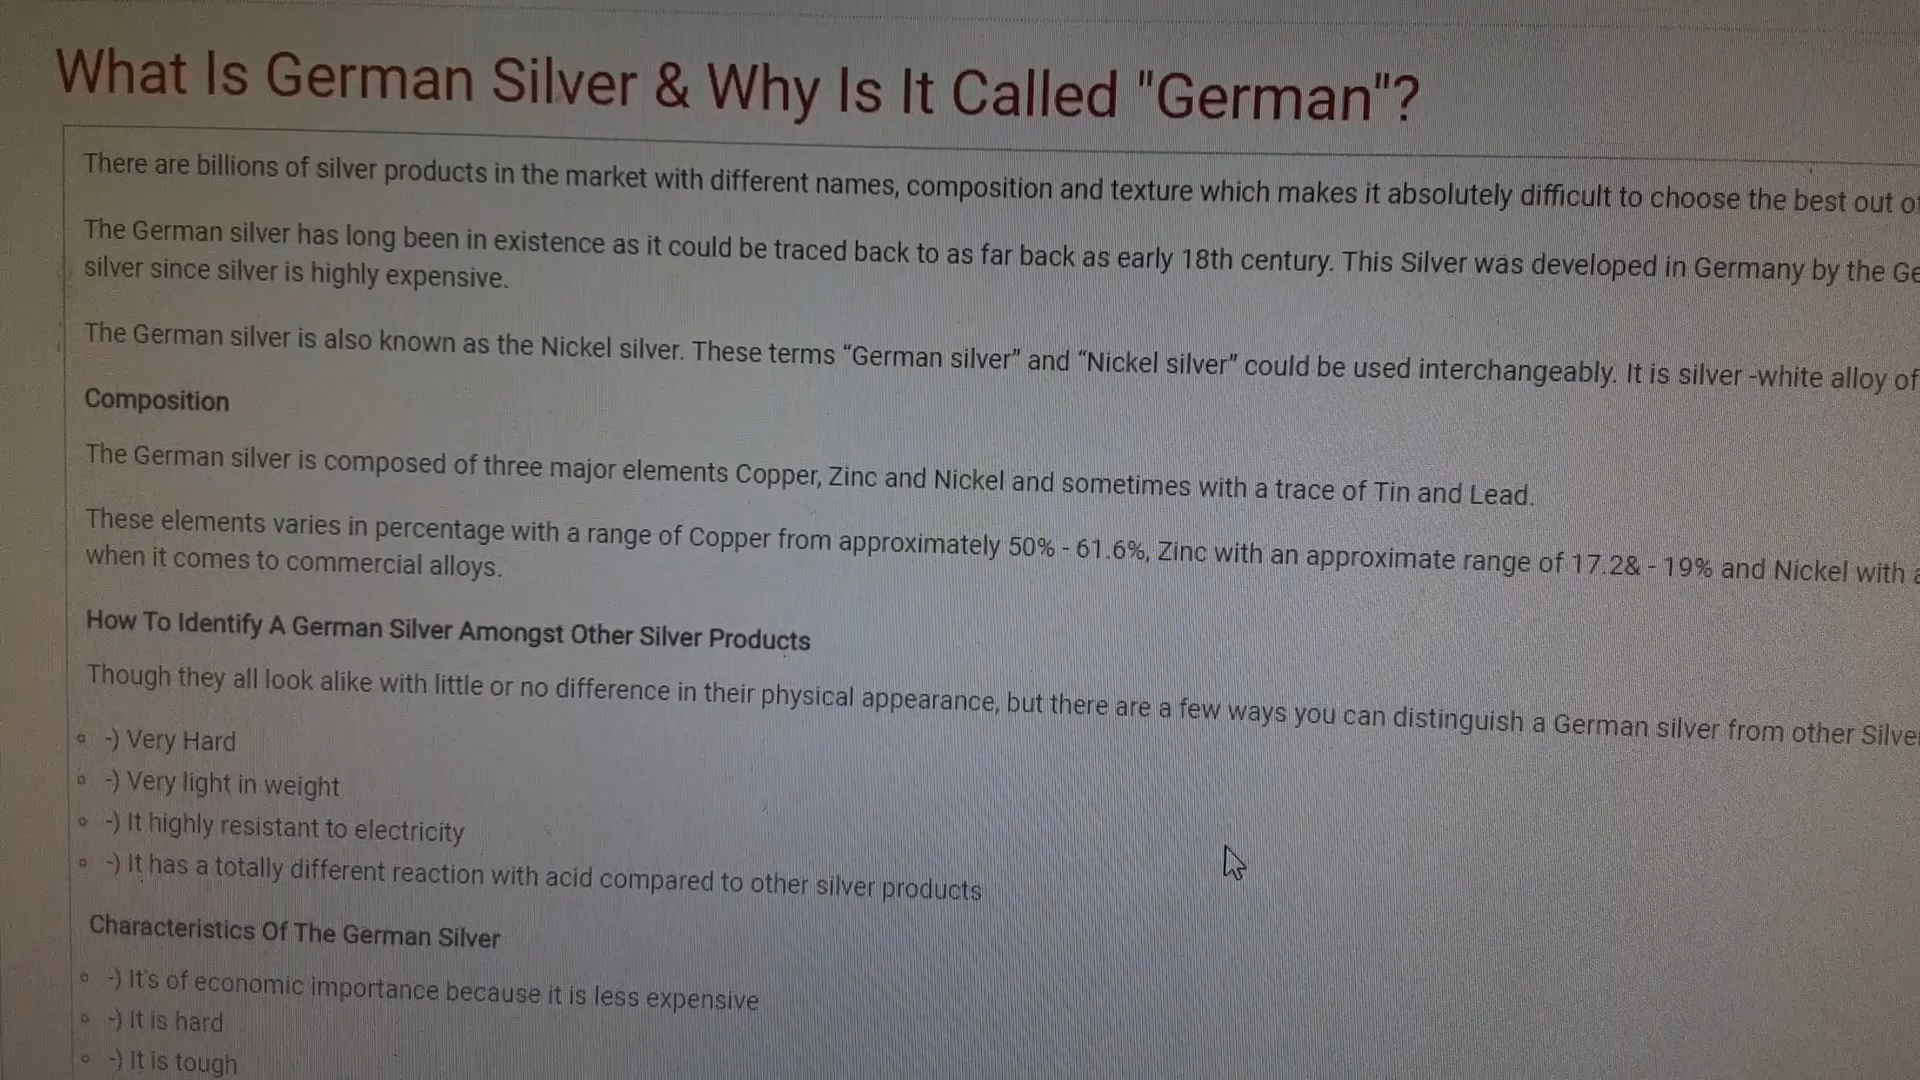 What Is German Silver & Why Is It Called "German"?
There are billions of silver products in the market with different names, composition and texture which makes it absolutely difficult to choose the best out of
The German silver has long been in existence as it could be traced back to as far back as early 18th century. This Silver was developed in Germany by the Ge
silver since silver is highly expensive.
The German silver is also known as the Nickel silver. These terms “German silver” and “Nickel silver” could be used interchangeably. It is silver -white alloy of
Composition
The German silver is composed of three major elements Copper, Zinc and Nickel and sometimes with a trace of Tin and Lead.
These elements varies in percentage with a range of Copper from approximately 50% - 61.6%, Zinc with an approximate range of 17.2& - 19% and Nickel with a
when it comes to commercial alloys.
How To Identify A German Silver Amongst Other Silver Products
Though they all look alike with little or no difference in their physical appearance, but there are a few ways you can distinguish a German silver from other Silver
-) Very Hard
-) Very light in weight
-) It highly resistant to electricity
-) It has a totally different reaction with acid compared to other silver products
Characteristics Of The German Silver
-) It's of economic importance because it is less expensive
-) It is hard
-) It is tough